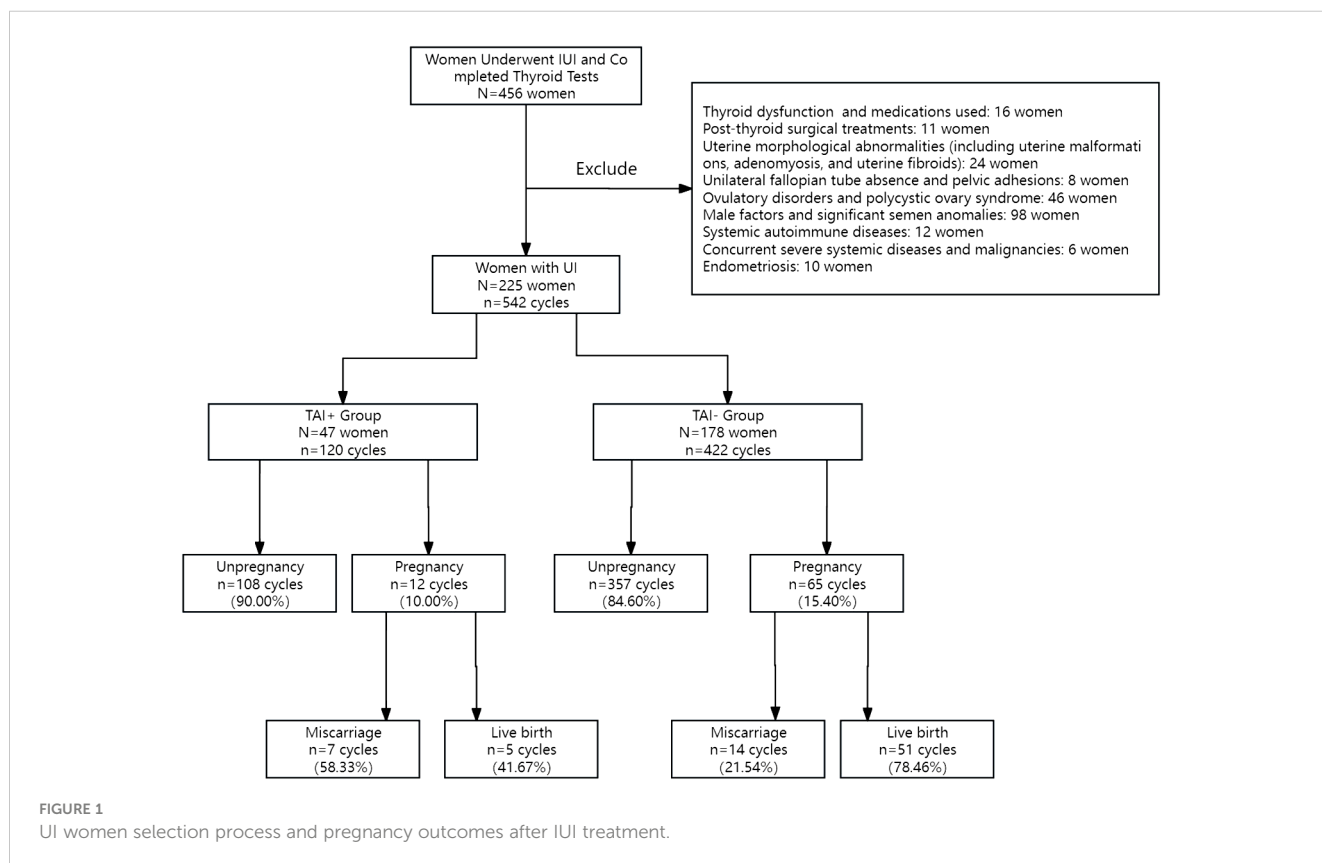 Women Underwent IUI and Co
mpleted Thyroid Tests
N=456 women
Thyroid dysfunction and medications used: 16 women
Post-thyroid surgical treatments: 11 women
Uterine morphological abnormalities (including uterine malformati
ons, adenomyosis, and uterine fibroids): 24 women
Unilateral fallopian tube absence and pelvic adhesions: 8 women
Ovulatory disorders and polycystic ovary syndrome: 46 women
Male factors and significant semen anomalies: 98 women
Systemic autoimmune diseases: 12 women
Concurrent severe systemic diseases and malignancies: 6 women
Endometriosis: 10 women
Exclude
Women with UI
N=225 women
n=542 cycles
TAI+ Group
N=47 women
n=120 cycles
TAI- Group
N=178 women
n=422 cycles
Unpregnancy
n=108 cycles
(90.00%)
Pregnancy
n=12 cycles
(10.00%)
Unpregnancy
n=357 cycles
(84.60%)
Pregnancy
n=65 cycles
(15.40%)
Miscarriage
n=7 cycles
(58.33%)
Live birth
n=5 cycles
(41.67%)
Miscarriage
n=14 cycles
(21.54%)
Live birth
n=51 cycles
(78.46%)
FIGURE 1
UI women selection process and pregnancy outcomes after IUI treatment.